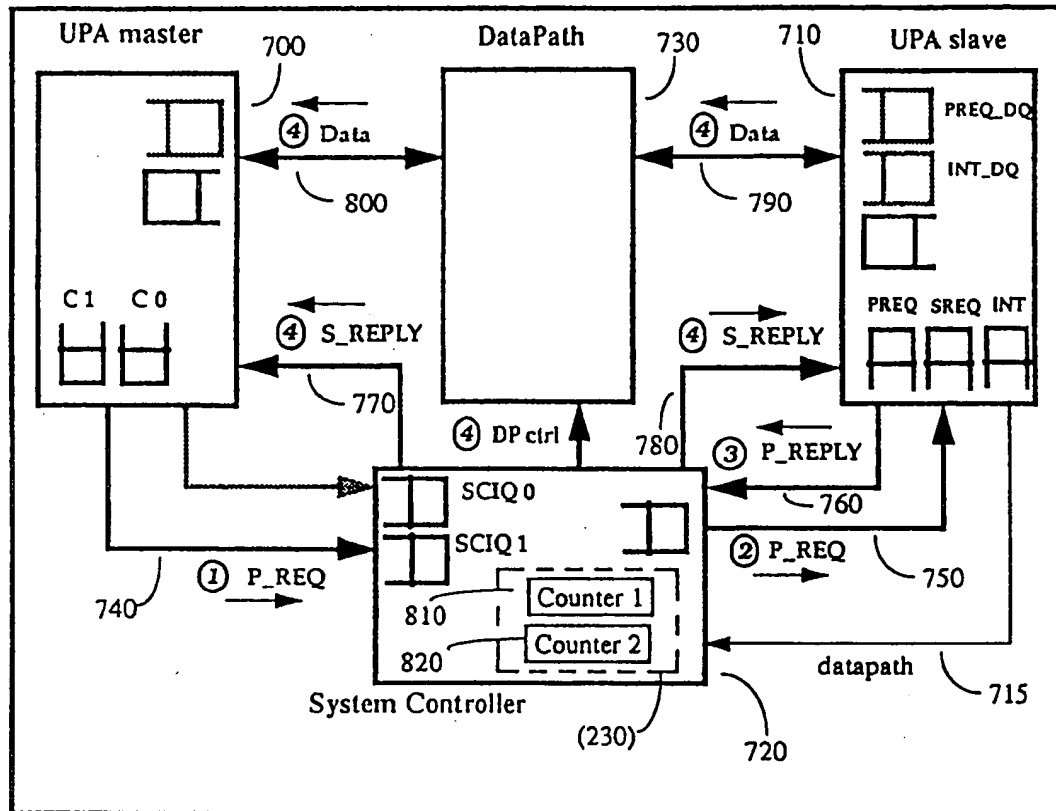 UPA master
700
DataPath
730
710
UPA slave
④ Data
800
④ Data
790
PREQ_DQ
INT_DQ
C1
C0
④ S_REPLY
770
④ S_REPLY
780
PREQ
SREQ
INT
④ DP ctrl
③ P_REPLY
760
SCIQ 0
SCIQ 1
① P_REQ
740
② P_REQ
750
810
Counter 1
820
Counter 2
datapath
715
System Controller
(230)
720